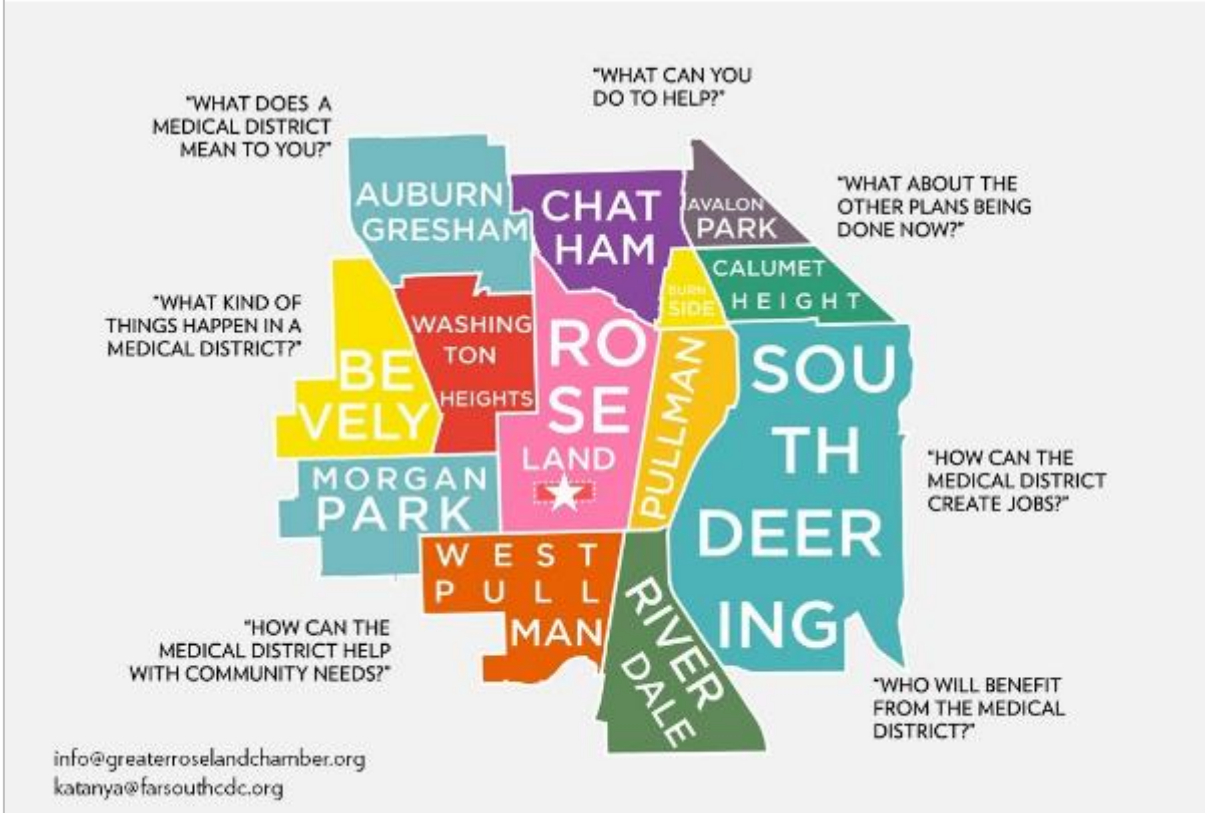 "WHAT DOES A
MEDICAL DISTRICT
MEAN TO YOU?"
"WHAT CAN YOU
DO TO HELP?"
"WHAT ABOUT THE
OTHER PLANS BEING
DONE NOW?"
"WHAT KIND OF
THINGS HAPPEN IN A
MEDICAL DISTRICT?"
AUBURN
GRESHAM
CHAT
HAM
AVALON
PARK
CALUMET
HEIGHT
BURN
SIDE
BE
VELY
WASHING
TON
HEIGHTS
RO
SE
LAND
PULLMAN
SOU
TH
DEER
ING
MORGAN
PARK
WEST
PULL
MAN
RIVER
DALE
"HOW CAN THE
MEDICAL DISTRICT
CREATE JOBS?"
"HOW CAN THE
MEDICAL DISTRICT HELP
WITH COMMUNITY NEEDS?"
"WHO WILL BENEFIT
FROM THE MEDICAL
DISTRICT?"
info@greaterroselandchamber.org
katanya@farsouthcdc.org